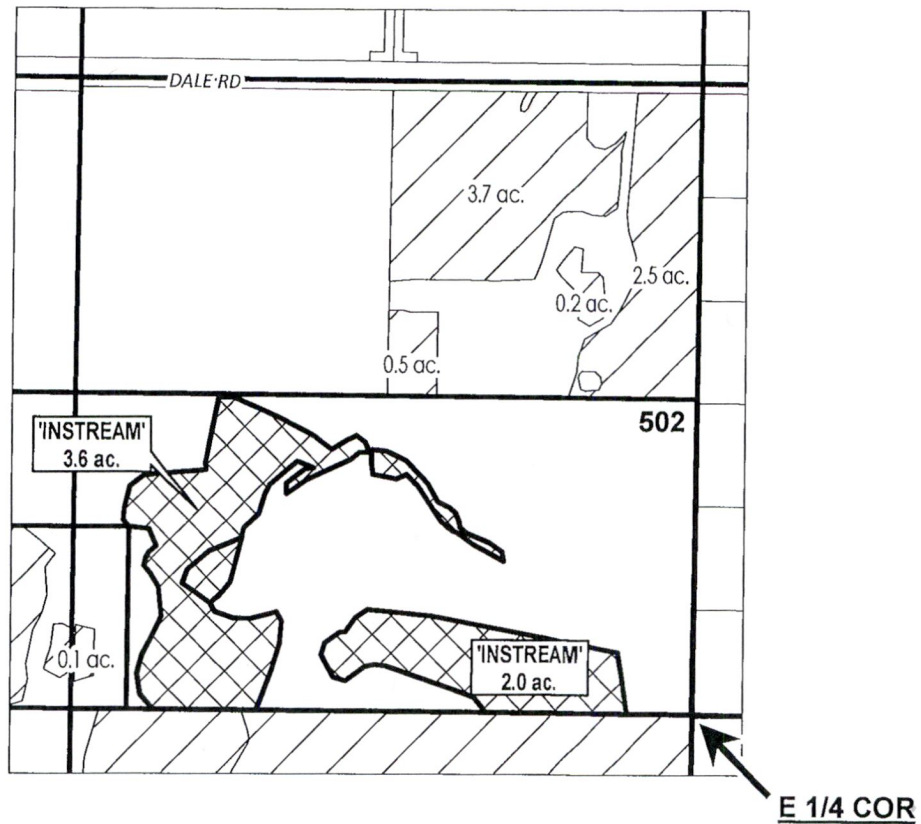 DALE RD
3.7 ac.
2.5 ac.
0.2 ac.
0.5 ac.
502
'INSTREAM'
3.6 ac.
0.1 ac.
'INSTREAM'
2.0 ac.
E 1/4 COR